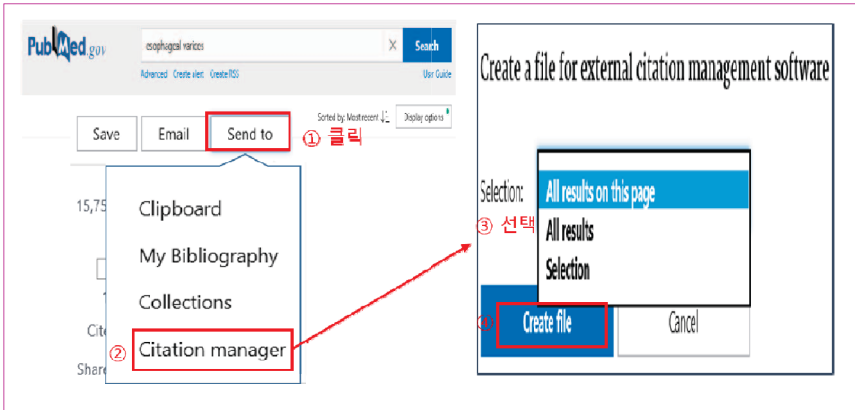 PubMed.gov
esophageal varices
Search
Advanced Create alert Create RSS
User Guide
Sorted by: Most recent
Display options
Save
Email
Send to
① 클릭
15,75
Clipboard
My Bibliography
Collections
② Citation manager
Cite
Share
Create a file for external citation management software
Selection:
All results on this page
③ 선택
All results
Selection
④ Create file
Cancel